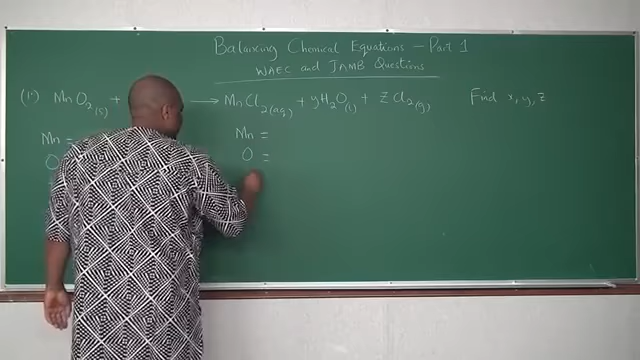 Balancing Chemical Equations - Part 1
WAEC and JAMB Questions
(1) MnO2(s) + → MnCl2(aq) + yH2O(l) + zCl2(g) Find x, y, z
Mn = Mn =
O O =